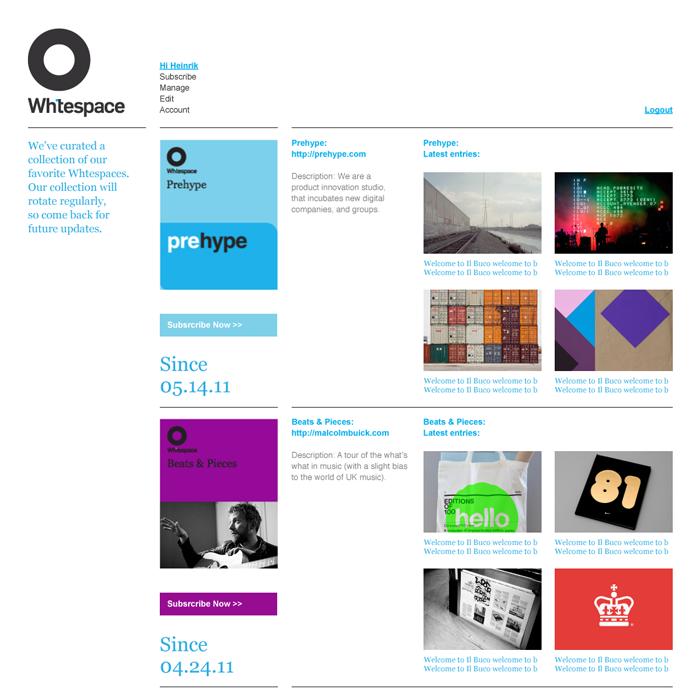 Whtespace
Hi Heinrik
Subscribe
Manage
Edit
Account
Logout
We've curated a
collection of our
favorite Whtespaces.
Our collection will
rotate regularly,
so come back for
future updates.
Whtespace
Prehype
prehype
Subsrcribe Now >>
Since
05.14.11
Prehype:
http://prehype.com
Description: We are a
product innovation studio,
that incubates new digital
companies, and groups.
Prehype:
Latest entries:
Welcome to Il Buco welcome to b
Welcome to Il Buco welcome to b
Welcome to Il Buco welcome to b
Welcome to Il Buco welcome to b
Welcome to Il Buco welcome to b
Welcome to Il Buco welcome to b
Welcome to Il Buco welcome to b
Welcome to Il Buco welcome to b
Whtespace
Beats & Pieces
Subsrcribe Now >>
Since
04.24.11
Beats & Pieces:
http://malcolmbuick.com
Description: A tour of the what's
what in music (with a slight bias
to the world of UK music).
Beats & Pieces:
Latest entries:
EDITIONS
OF
100
hello
81
Welcome to Il Buco welcome to b
Welcome to Il Buco welcome to b
Welcome to Il Buco welcome to b
Welcome to Il Buco welcome to b
Welcome to Il Buco welcome to b
Welcome to Il Buco welcome to b
Welcome to Il Buco welcome to b
Welcome to Il Buco welcome to b